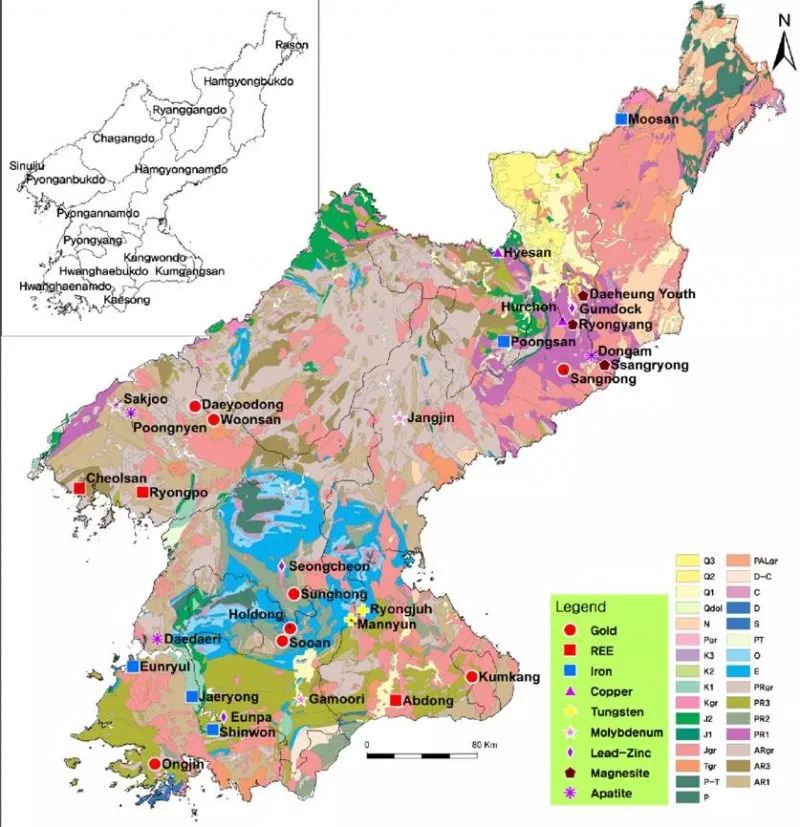 N
Rason
Hamgyongbukdo
Ryanggangdo
Chagangdo
Hamgyongnamdo
Sinuiju
Pyonganbukdo
Pyongannamdo
Pyongyang
Kangwondo
Hwanghaebukdo
Kumgangsan
Hwanghaenamdo
Kaesong
Moosan
Hyesan
Daeheung Youth
Hurchon
Gumdock
Ryongyang
Poongsan
Dongam
Ssangryong
Sangnong
Sakjoo
Daeyoodong
Poongnyen
Woonsan
Jangjin
Cheolsan
Ryongpo
Seongcheon
Sunghong
Holdong
Ryongjuh
Mannyun
Daedaeri
Sooan
Eunryul
Kumkang
Jaeryong
Gamoori
Abdong
Eunpa
Shinwon
Ongjin
0 80 Km
Legend
Gold
REE
Iron
Copper
Tungsten
Molybdenum
Lead-Zinc
Magnesite
Apatite
Q3 PALgr
Q2 D-C
Q1 C
Qdol D
N S
Pgr PT
K3 O
K2 E
K1 PRgr
Kgr PR3
J2 PR2
J1 PR1
Jgr ARgr
Tgr AR3
P-T AR1
P